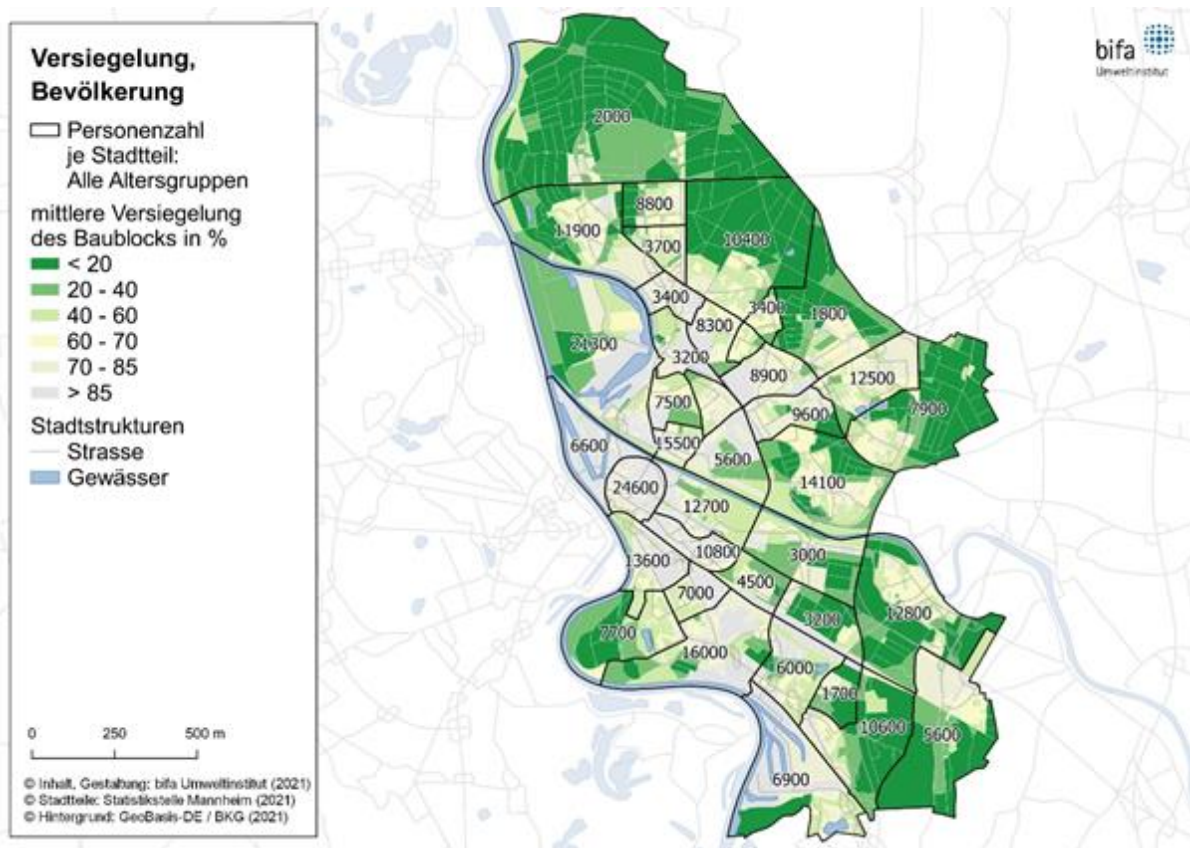 Versiegelung,
Bevölkerung
Personenzahl
je Stadtteil:
Alle Altersgruppen
mittlere Versiegelung
des Baublocks in %
< 20
20 - 40
40 - 60
60 - 70
70 - 85
> 85
Stadtstrukturen
Strasse
Gewässer
0 250 500 m
© Inhalt, Gestaltung: bifa Umweltinstitut (2021)
© Stadtteile: Statistikstelle Mannheim (2021)
© Hintergrund: GeoBasis-DE / BKG (2021)
bifa
Umweltinstitut
2000
8800
11900
3700
10400
3400
3400
1800
8300
21300
3200
8900
12500
7500
9600
7900
15500
6600
5600
14100
24600
12700
10800
3000
13600
4500
7000
3200
12800
7700
16000
6000
1700
10600
5600
6900